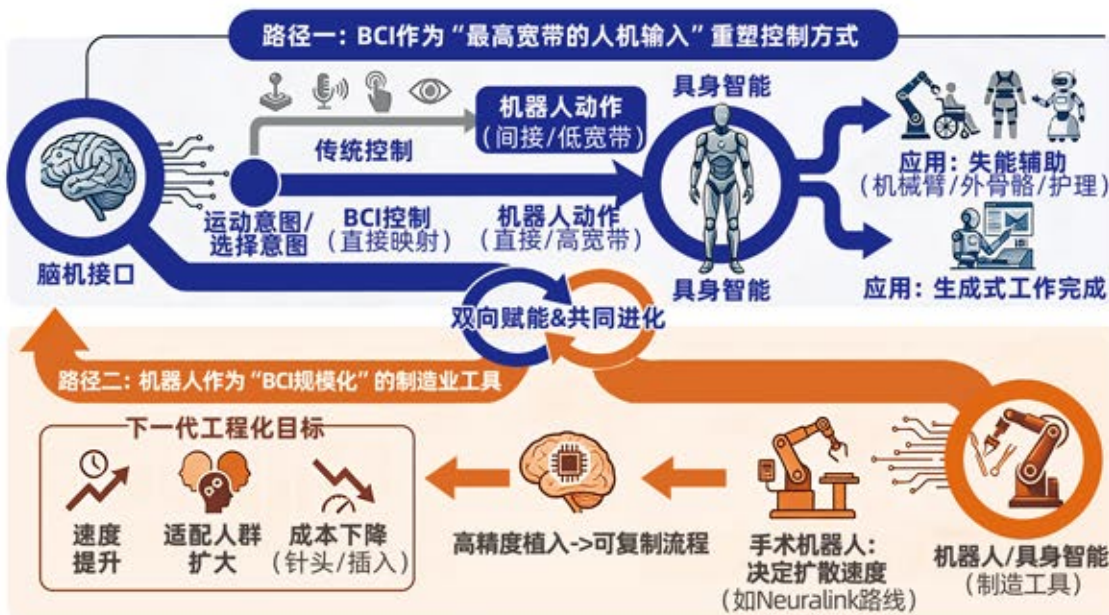 路径一：BCI作为“最高宽带的人机输入”重塑控制方式
传统控制
机器人动作
（间接/低宽带）
具身智能
应用：失能辅助
（机械臂/外骨骼/护理）
运动意图/
选择意图
BCI控制
（直接映射）
机器人动作
（直接/高宽带）
脑机接口
具身智能
应用：生成式工作完成
双向赋能&共同进化
路径二：机器人作为“BCI规模化”的制造业工具
下一代工程化目标
速度
提升
适配人群
扩大
成本下降
（针头/插入）
高精度植入->可复制流程
手术机器人：
决定扩散速度
（如Neuralink路线）
机器人/具身智能
（制造工具）